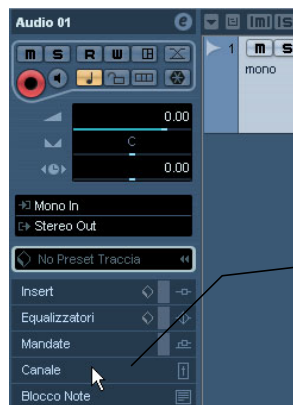 Audio 01
e
m S R W
0.00
C
0.00
Mono In
Stereo Out
No Preset Traccia
Insert
Equalizzatori
Mandate
Canale
Blocco Note
1 m S
mono